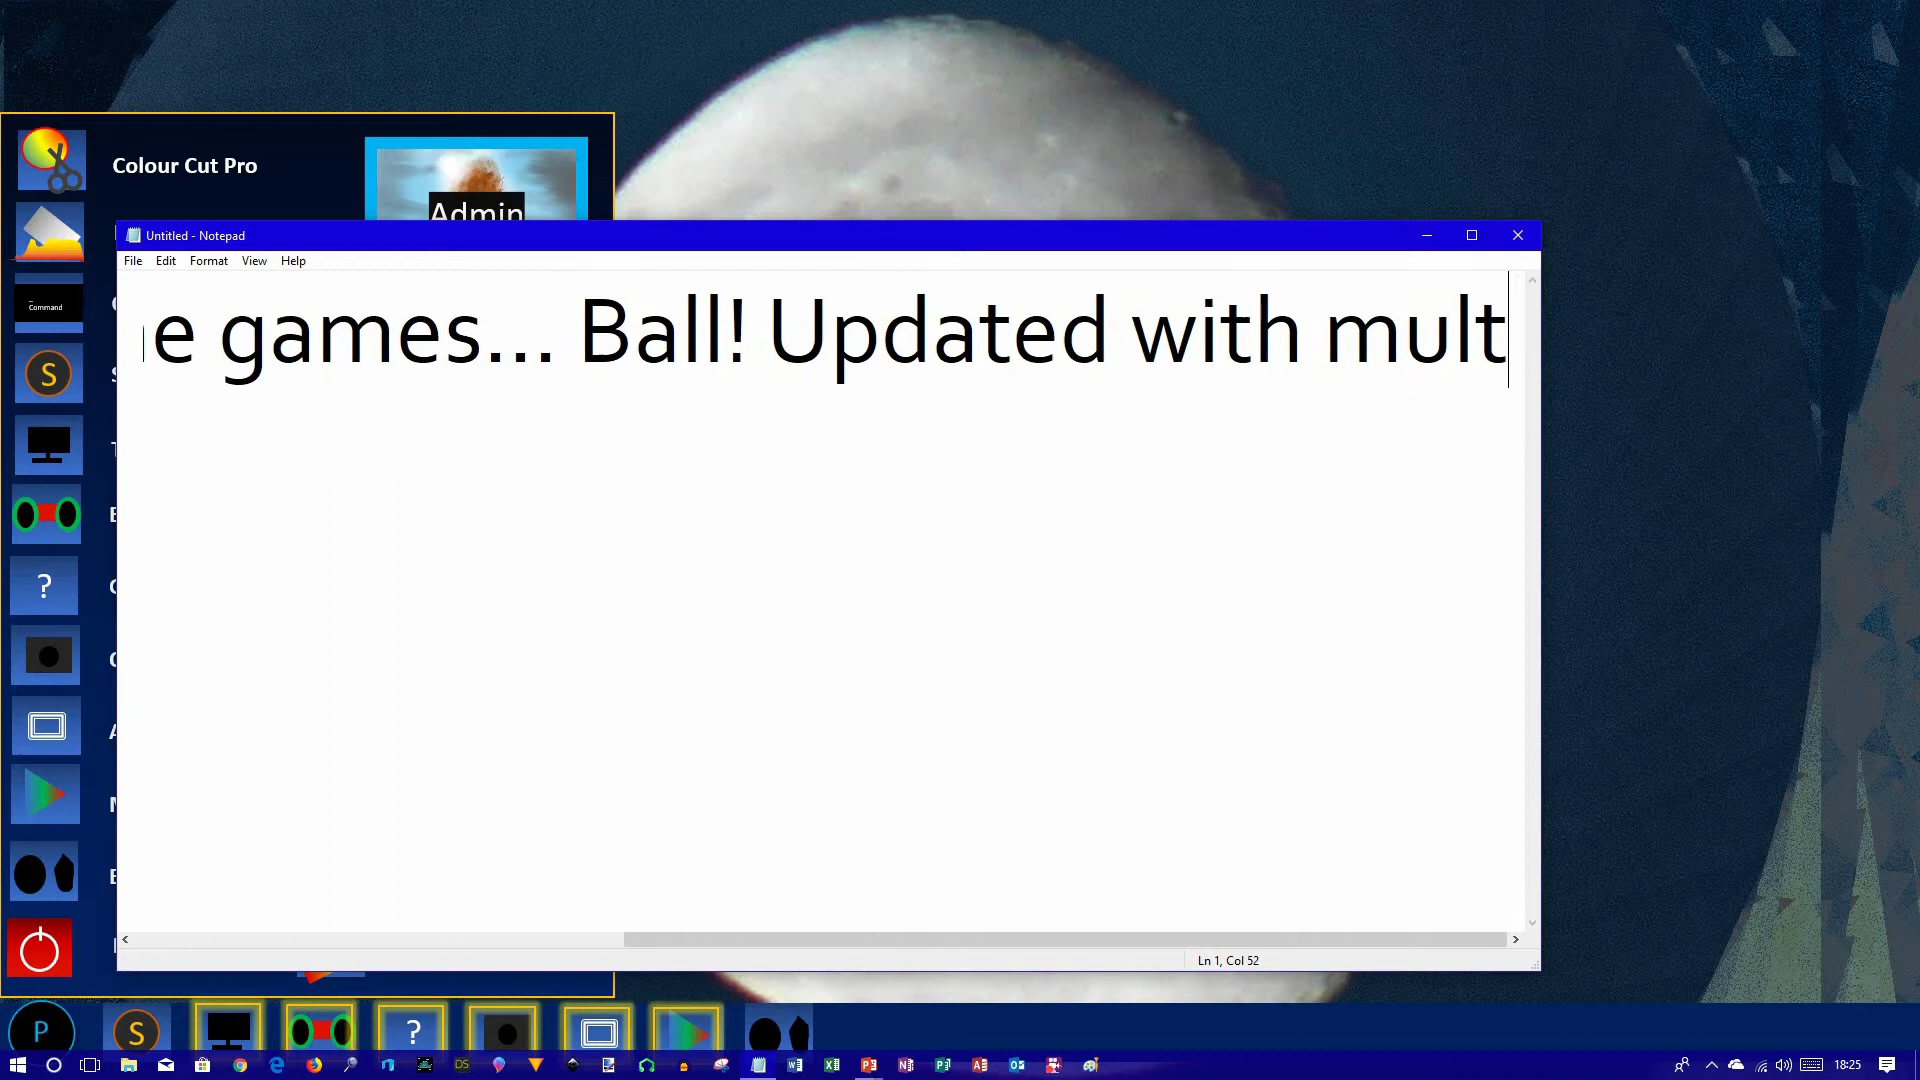 Colour Cut Pro
Admin
Untitled - Notepad
File Edit Format View Help
e games... Ball! Updated with mult
Command
S
?
Ln 1, Col 52
P
S
?
DS
18:25